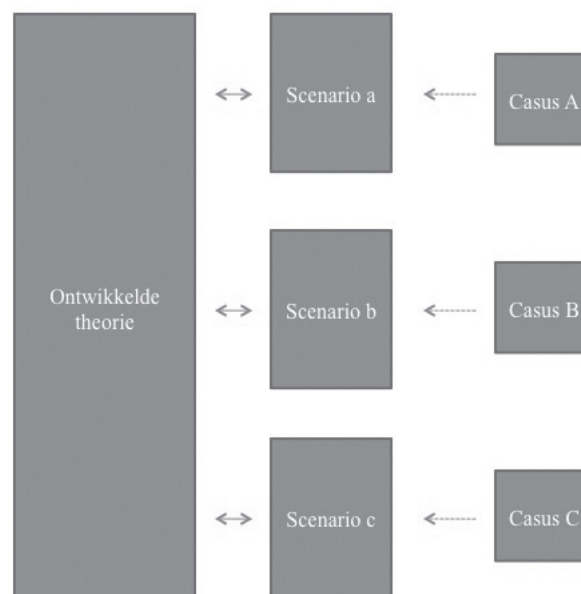 Scenario a
Casus A
Ontwikkelde
theorie
Scenario b
Casus B
Scenario c
Casus C